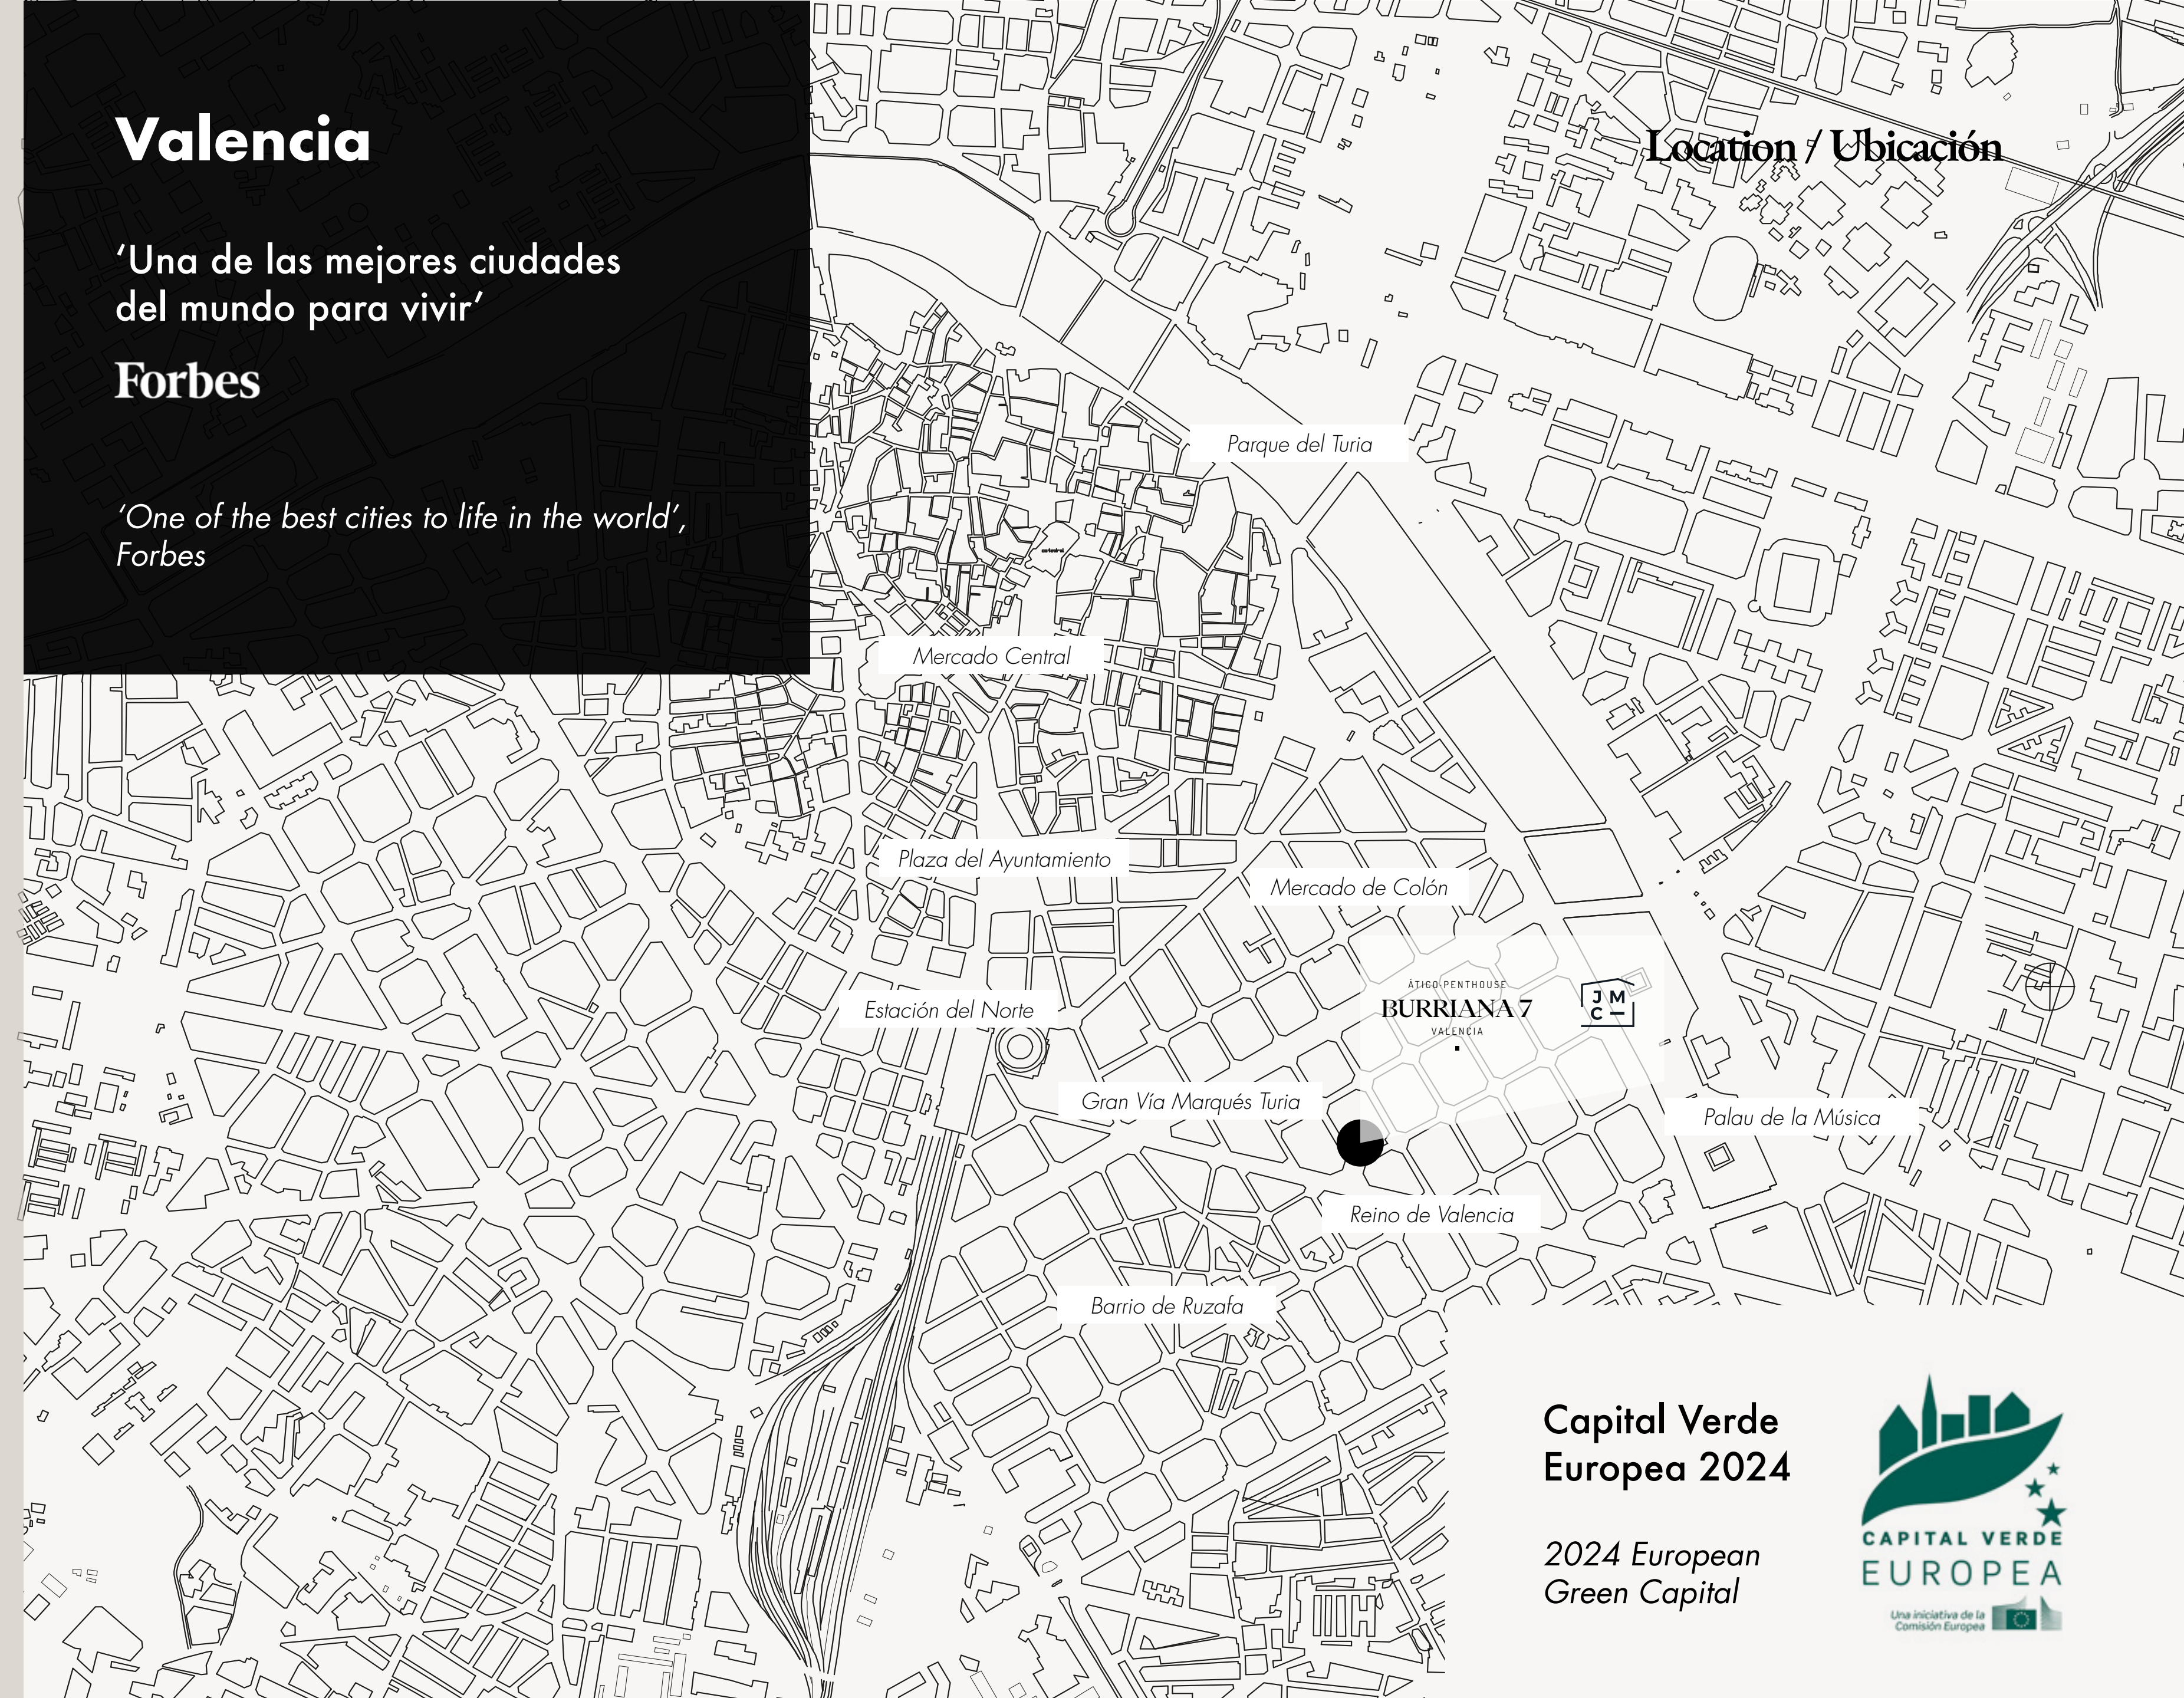 Valencia
‘Una de las mejores ciudades
del mundo para vivir’
Forbes
‘One of the best cities to life in the world’,
Forbes
Location / Ubicación
Parque del Turia
catedral
Mercado Central
Plaza del Ayuntamiento
Mercado de Colón
Estación del Norte
ÁTICO-PENTHOUSE
BURRIANA 7
VALENCIA
J M
C
Gran Vía Marqués Turia
Palau de la Música
Reino de Valencia
Barrio de Ruzafa
Capital Verde
Europea 2024
2024 European
Green Capital
CAPITAL VERDE
EUROPEA
Una iniciativa de la
Comisión Europea